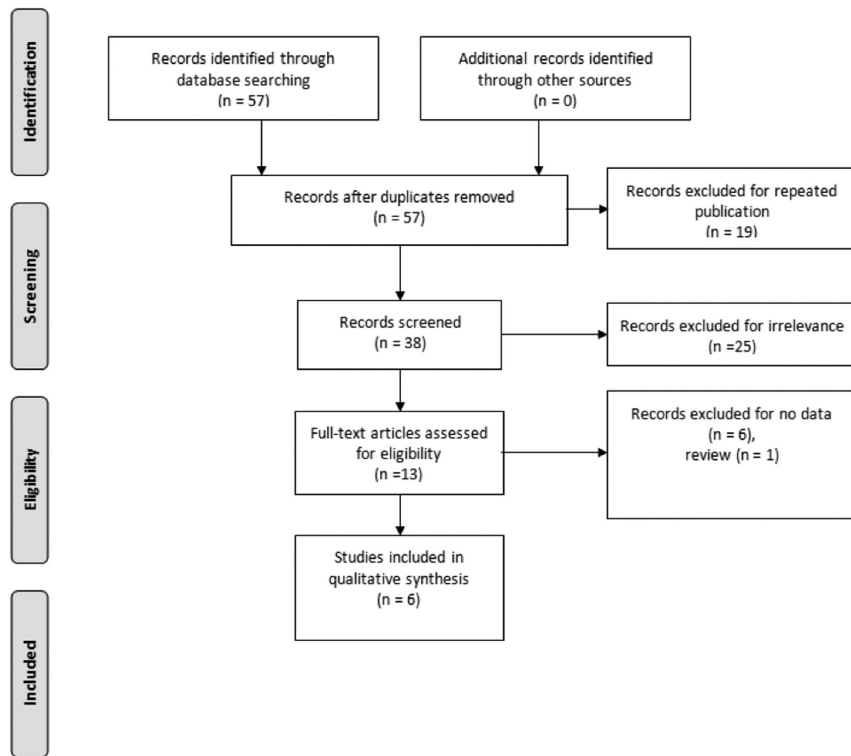 Identification
Records identified through
database searching
(n = 57)
Additional records identified
through other sources
(n = 0)
Records after duplicates removed
(n = 57)
Records excluded for repeated
publication
(n = 19)
Screening
Records screened
(n = 38)
Records excluded for irrelevance
(n =25)
Eligibility
Full-text articles assessed
for eligibility
(n =13)
Records excluded for no data
(n = 6),
review (n = 1)
Studies included in
qualitative synthesis
(n = 6)
Included